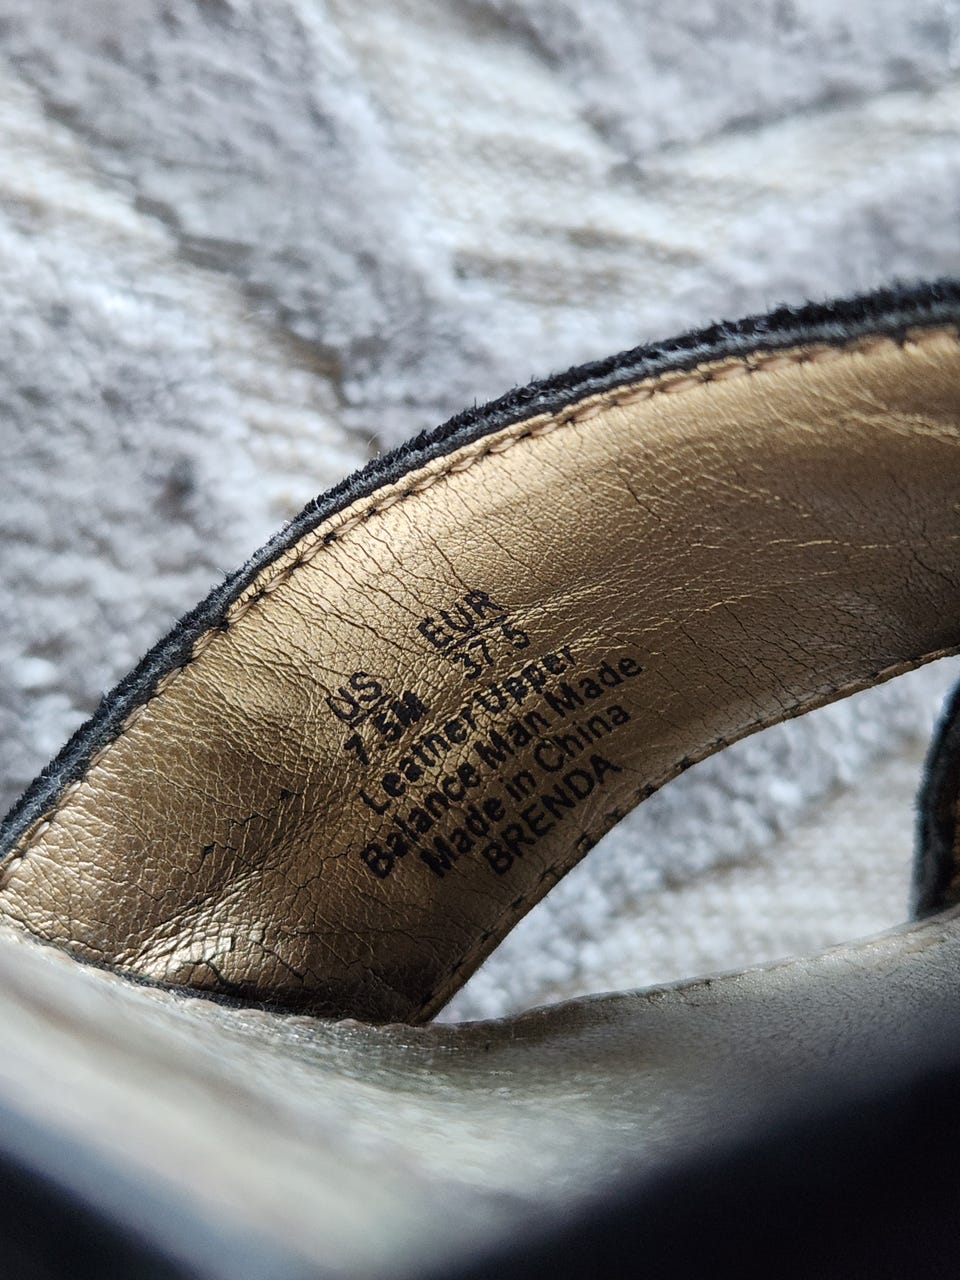 US EUR
7.5M 37 5
Leather Upper
Balance Man Made
Made in China
BRENDA